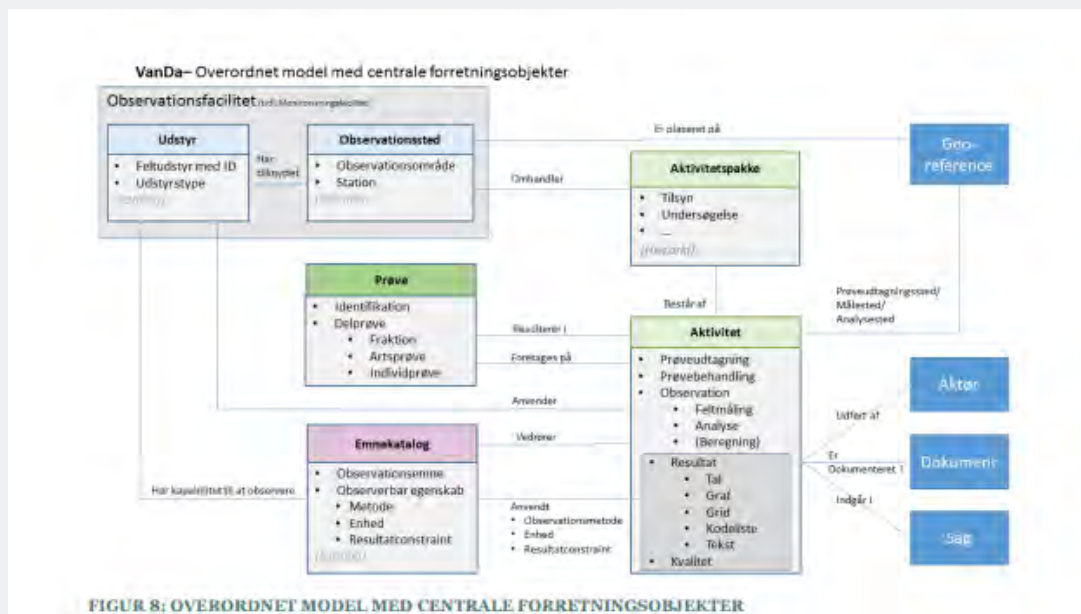 VanDa– Overordnet model med centrale forretningsobjekter
Observationsfacilitet
Udstyr
• Feltudstyr med ID
• Udstyrstype
Har
tilknyttet
Observationssted
• Observationsområde
• Station
Er placeret på
Geo-
reference
Omhandler
Aktivitetspakke
• Tilsyn
• Undersøgelse
• ...
(Hierarki)
Består af
Prøveudtagningssted/
Målested/
Analysested
Prøve
• Identifikation
• Delprøve
• Fraktion
• Artsprøve
• Individprøve
Resulterer i
Foretages på
Anvender
Aktivitet
• Prøveudtagning
• Prøvebehandling
• Observation
• Feltmåling
• Analyse
• (Beregning)
• Resultat
• Tal
• Graf
• Grid
• Kodeliste
• Tekst
• Kvalitet
Emnekatalog
• Observationsemne
• Observerbar egenskab
• Metode
• Enhed
• Resultatconstraint
Har kapabilitet til at observere
Vedrører
Anvendt
• Observationsmetode
• Enhed
• Resultatconstraint
Udført af
Er
Dokumenteret i
Indgår i
Aktør
Dokument
Sag
FIGUR 8: OVERORDNET MODEL MED CENTRALE FORRETNINGSOBJEKTER